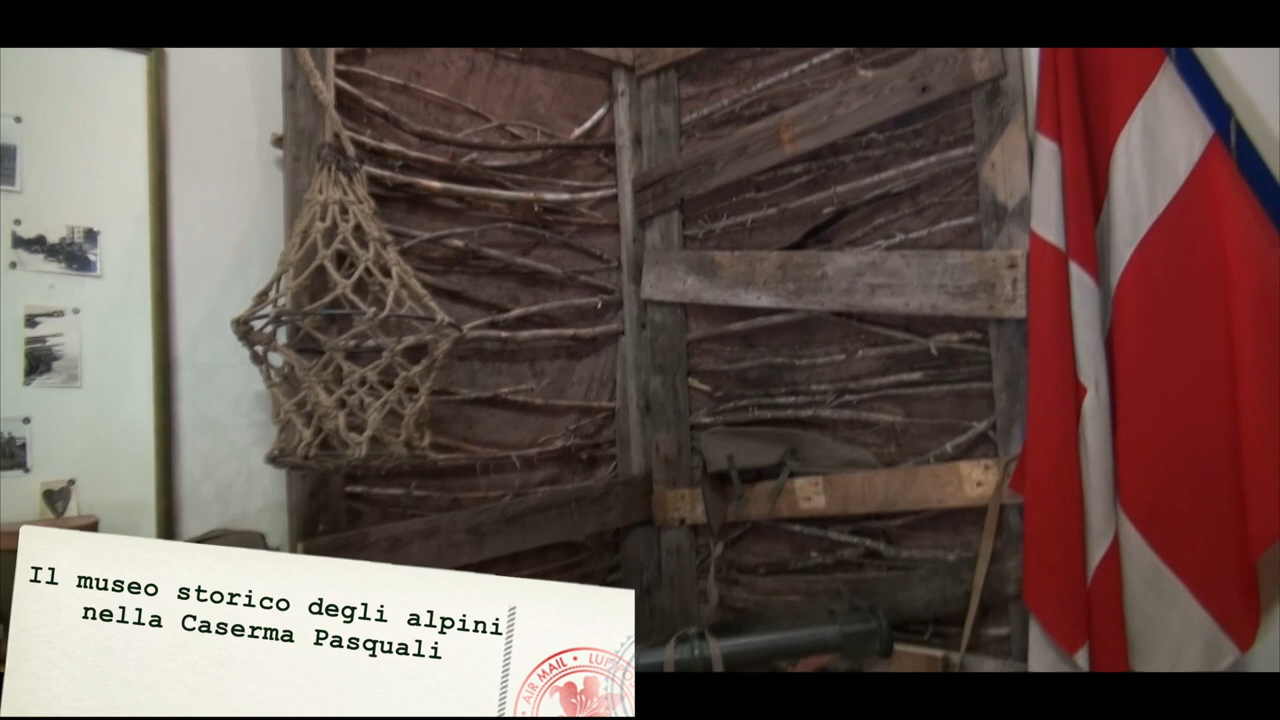 Il museo storico degli alpini
nella Caserma Pasquali
AIR MAIL •